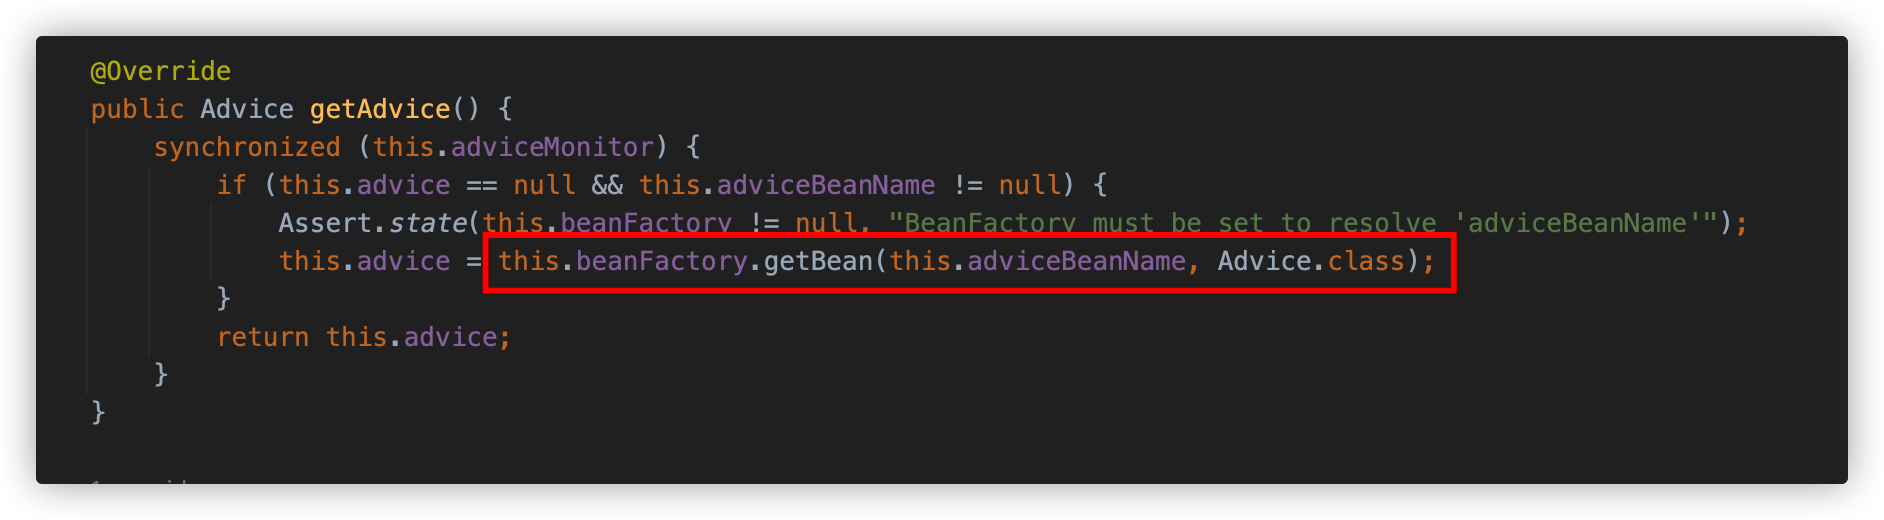 @Override
public Advice getAdvice() {
synchronized (this.adviceMonitor) {
if (this.advice == null && this.adviceBeanName != null) {
Assert.state(this.beanFactory != null, "BeanFactory must be set to resolve 'adviceBeanName'");
this.advice = this.beanFactory.getBean(this.adviceBeanName, Advice.class);
}
return this.advice;
}
}